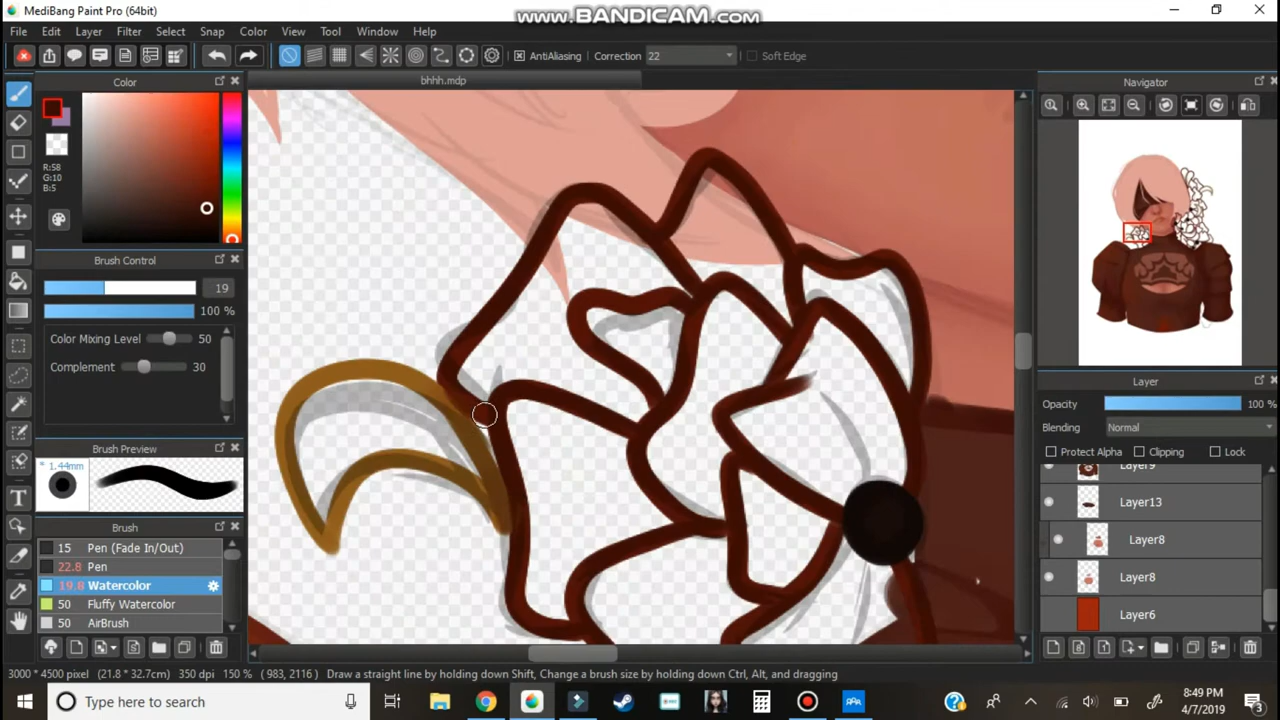 MediBang Paint Pro (64bit)
www.BANDICAM.com
File Edit Layer Filter Select Snap Color View Tool Window Help
AntiAliasing Correction 22 Soft Edge
Color
bhhh.mdp
Navigator
R:58
G:10
B:5
Brush Control
19
100 %
Color Mixing Level 50
Complement 30
Brush Preview
* 1.44mm
Brush
15 Pen (Fade In/Out)
22.8 Pen
19.8 Watercolor
50 Fluffy Watercolor
50 AirBrush
Layer
Opacity 100 %
Blending Normal
Protect Alpha Clipping Lock
Layer9
Layer13
Layer8
Layer8
Layer6
3000 * 4500 pixel (21.8 * 32.7cm) 350 dpi 150 % ( 983, 2116 ) Draw a straight line by holding down Shift, Change a brush size by holding down Ctrl, Alt, and dragging
Type here to search
8:49 PM
4/7/2019
3